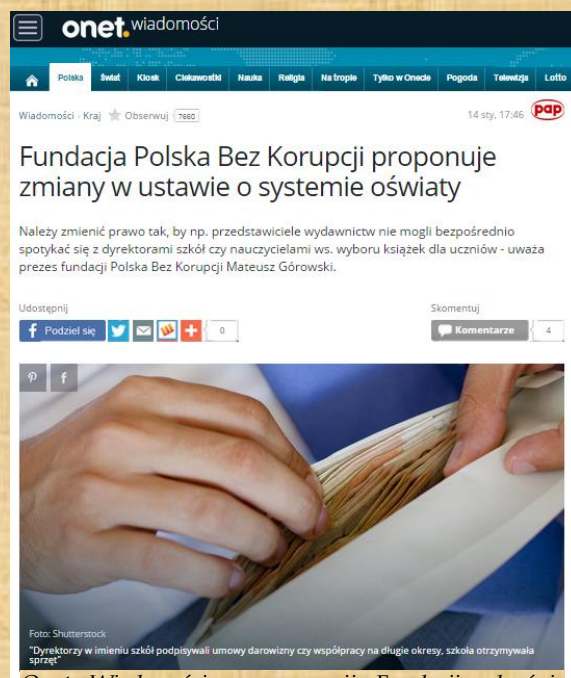 onet. wiadomości
Polska Świat Kiosk Ciekawostki Nauka Religia Na tropie Tylko w Onecie Pogoda Telewizja Lotto
Wiadomości Kraj Obserwuj 7660
14 sty, 17:46 pap
Fundacja Polska Bez Korupcji proponuje
zmiany w ustawie o systemie oświaty
Należy zmienić prawo tak, by np. przedstawiciele wydawnictw nie mogli bezpośrednio
spotykać się z dyrektorami szkół czy nauczycielami ws. wyboru książek dla uczniów - uważa
prezes fundacji Polska Bez Korupcji Mateusz Górowski.
Udostępnij
Skomentuj
f Podziel się 0
Komentarze 4
Foto: Shutterstock
"Dyrektorzy w imieniu szkół podpisywali umowy darowizny czy współpracy na długie okresy, szkoła otrzymywała
sprzęt"